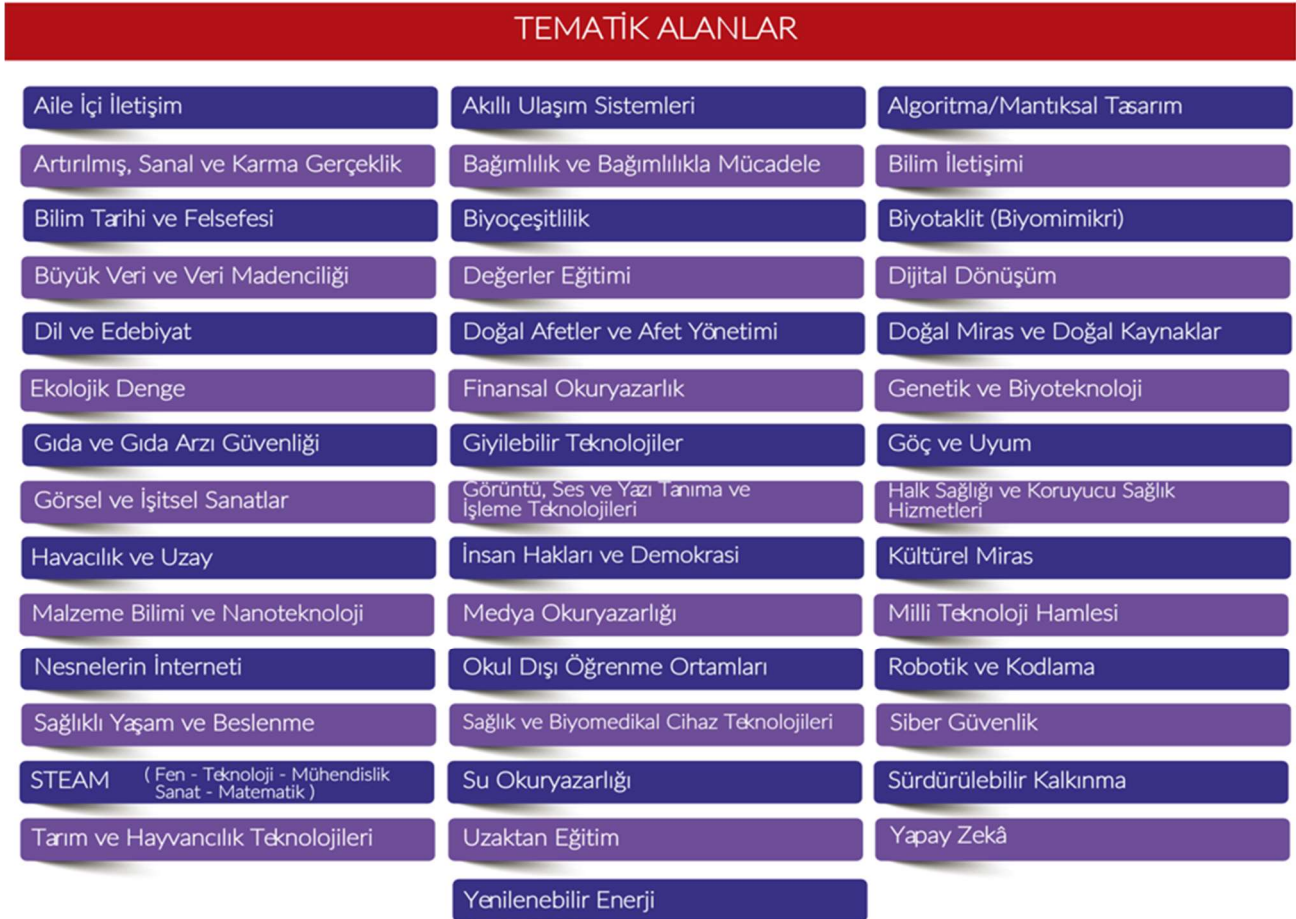 TEMATİK ALANLAR
Aile İçi İletişim
Akıllı Ulaşım Sistemleri
Algoritma/Mantıksal Tasarım
Artırılmış, Sanal ve Karma Gerçeklik
Bağımlılık ve Bağımlılıkla Mücadele
Bilim İletişimi
Bilim Tarihi ve Felsefesi
Biyoçeşitlilik
Biyotaklit (Biyomimikri)
Büyük Veri ve Veri Madenciliği
Değerler Eğitimi
Dijital Dönüşüm
Dil ve Edebiyat
Doğal Afetler ve Afet Yönetimi
Doğal Miras ve Doğal Kaynaklar
Ekolojik Denge
Finansal Okuryazarlık
Genetik ve Biyoteknoloji
Gıda ve Gıda Arzı Güvenliği
Giyilebilir Teknolojiler
Göç ve Uyum
Görsel ve İşitsel Sanatlar
Görüntü, Ses ve Yazı Tanıma ve
İşleme Teknolojileri
Halk Sağlığı ve Koruyucu Sağlık
Hizmetleri
Havacılık ve Uzay
İnsan Hakları ve Demokrasi
Kültürel Miras
Malzeme Bilimi ve Nanoteknoloji
Medya Okuryazarlığı
Milli Teknoloji Hamlesi
Nesnelerin İnterneti
Okul Dışı Öğrenme Ortamları
Robotik ve Kodlama
Sağlıklı Yaşam ve Beslenme
Sağlık ve Biyomedikal Cihaz Teknolojileri
Siber Güvenlik
STEAM ( Fen - Teknoloji - Mühendislik
Sanat - Matematik )
Su Okuryazarlığı
Sürdürülebilir Kalkınma
Tarım ve Hayvancılık Teknolojileri
Uzaktan Eğitim
Yapay Zekâ
Yenilenebilir Enerji